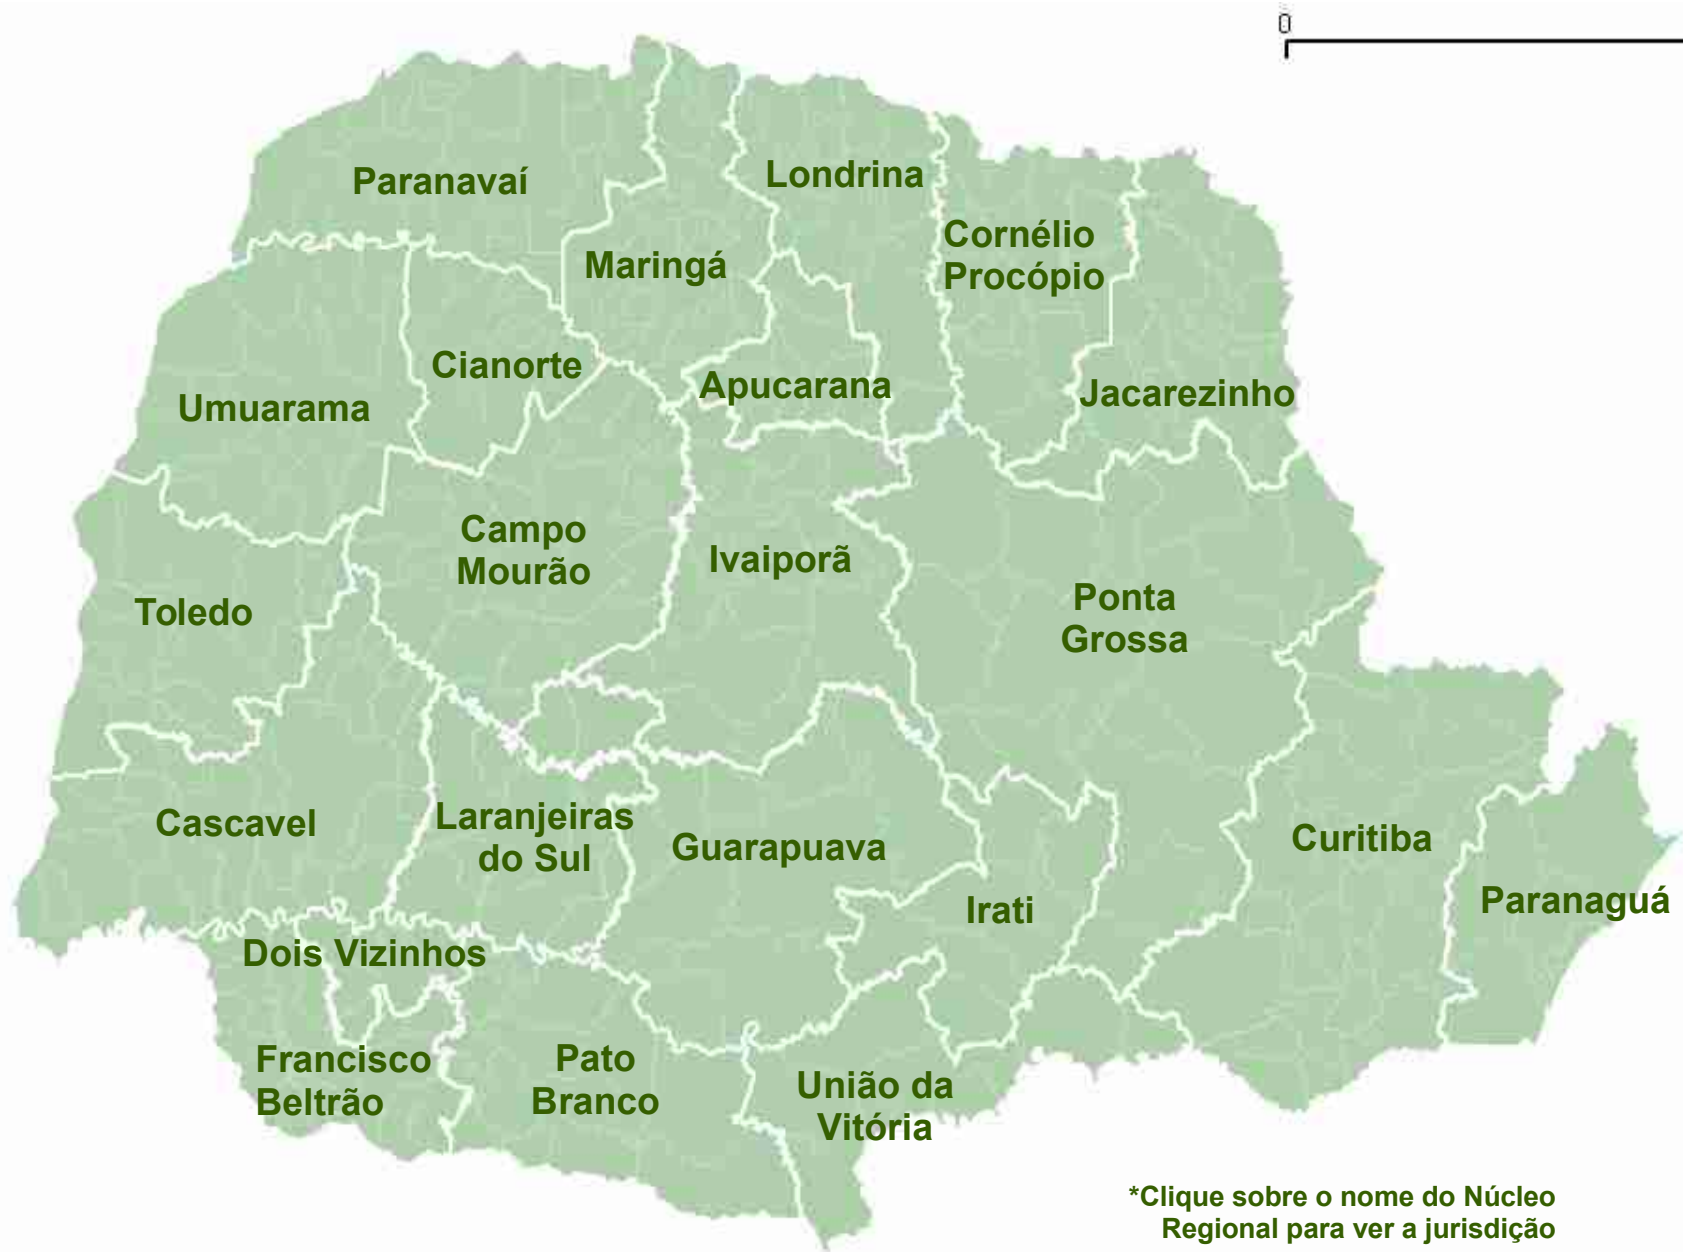 0
Paranavaí
Londrina
Cornélio
Procópio
Maringá
Cianorte
Apucarana
Jacarezinho
Umuarama
Campo
Mourão
Ivaiporã
Toledo
Ponta
Grossa
Cascavel
Laranjeiras
do Sul
Guarapuava
Curitiba
Irati
Paranaguá
Dois Vizinhos
Francisco
Beltrão
Pato
Branco
União da
Vitória
*Clique sobre o nome do Núcleo
Regional para ver a jurisdição